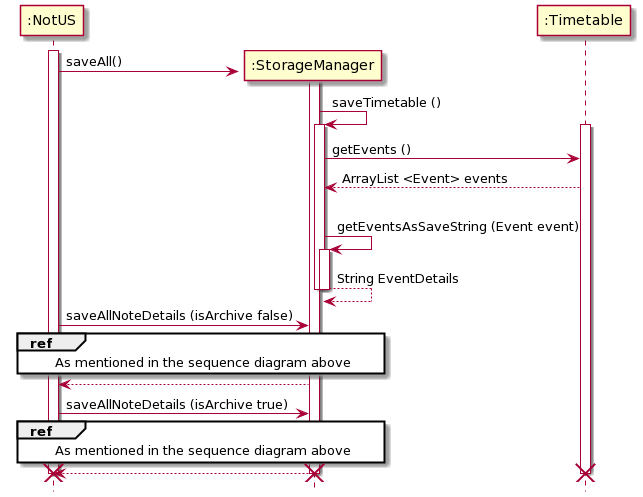 :NotUS
:Timetable
saveAll()
:StorageManager
saveTimetable ()
getEvents ()
ArrayList <Event> events
getEventsAsSaveString (Event event)
String EventDetails
saveAllNoteDetails (isArchive false)
ref
As mentioned in the sequence diagram above
saveAllNoteDetails (isArchive true)
ref
As mentioned in the sequence diagram above